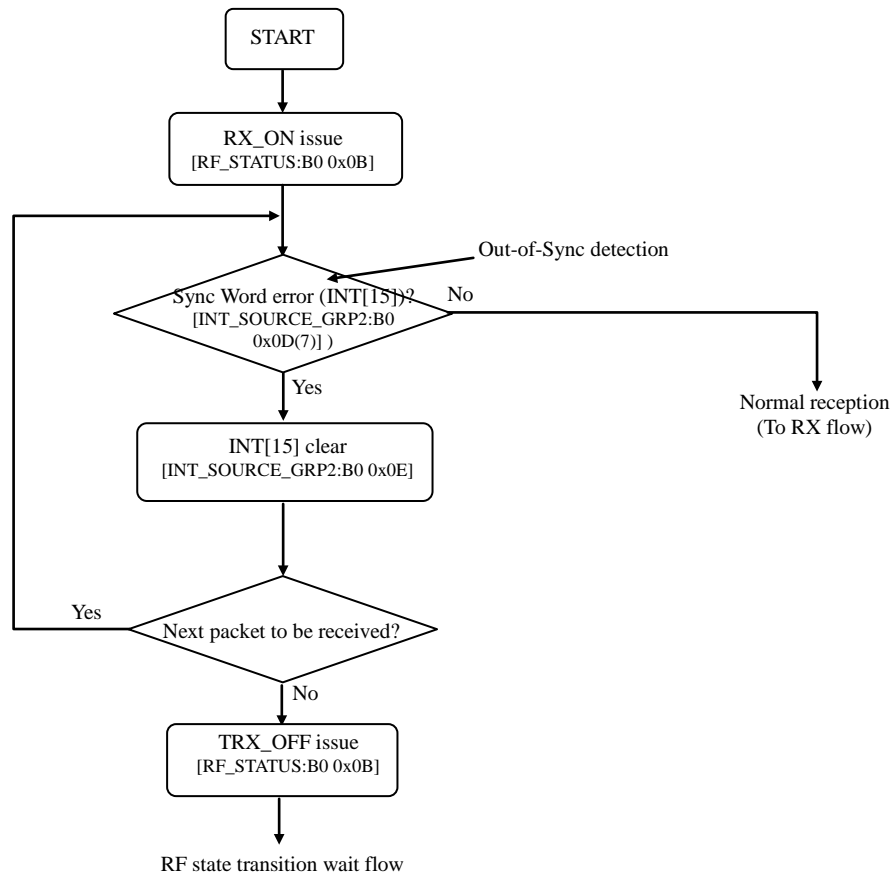 START
RX_ON issue
[RF_STATUS:B0 0x0B]
Out-of-Sync detection
Sync Word error (INT[15])?
[INT_SOURCE_GRP2:B0
0x0D(7)] )
No
Yes
Normal reception
(To RX flow)
INT[15] clear
[INT_SOURCE_GRP2:B0 0x0E]
Yes
Next packet to be received?
No
TRX_OFF issue
[RF_STATUS:B0 0x0B]
RF state transition wait flow